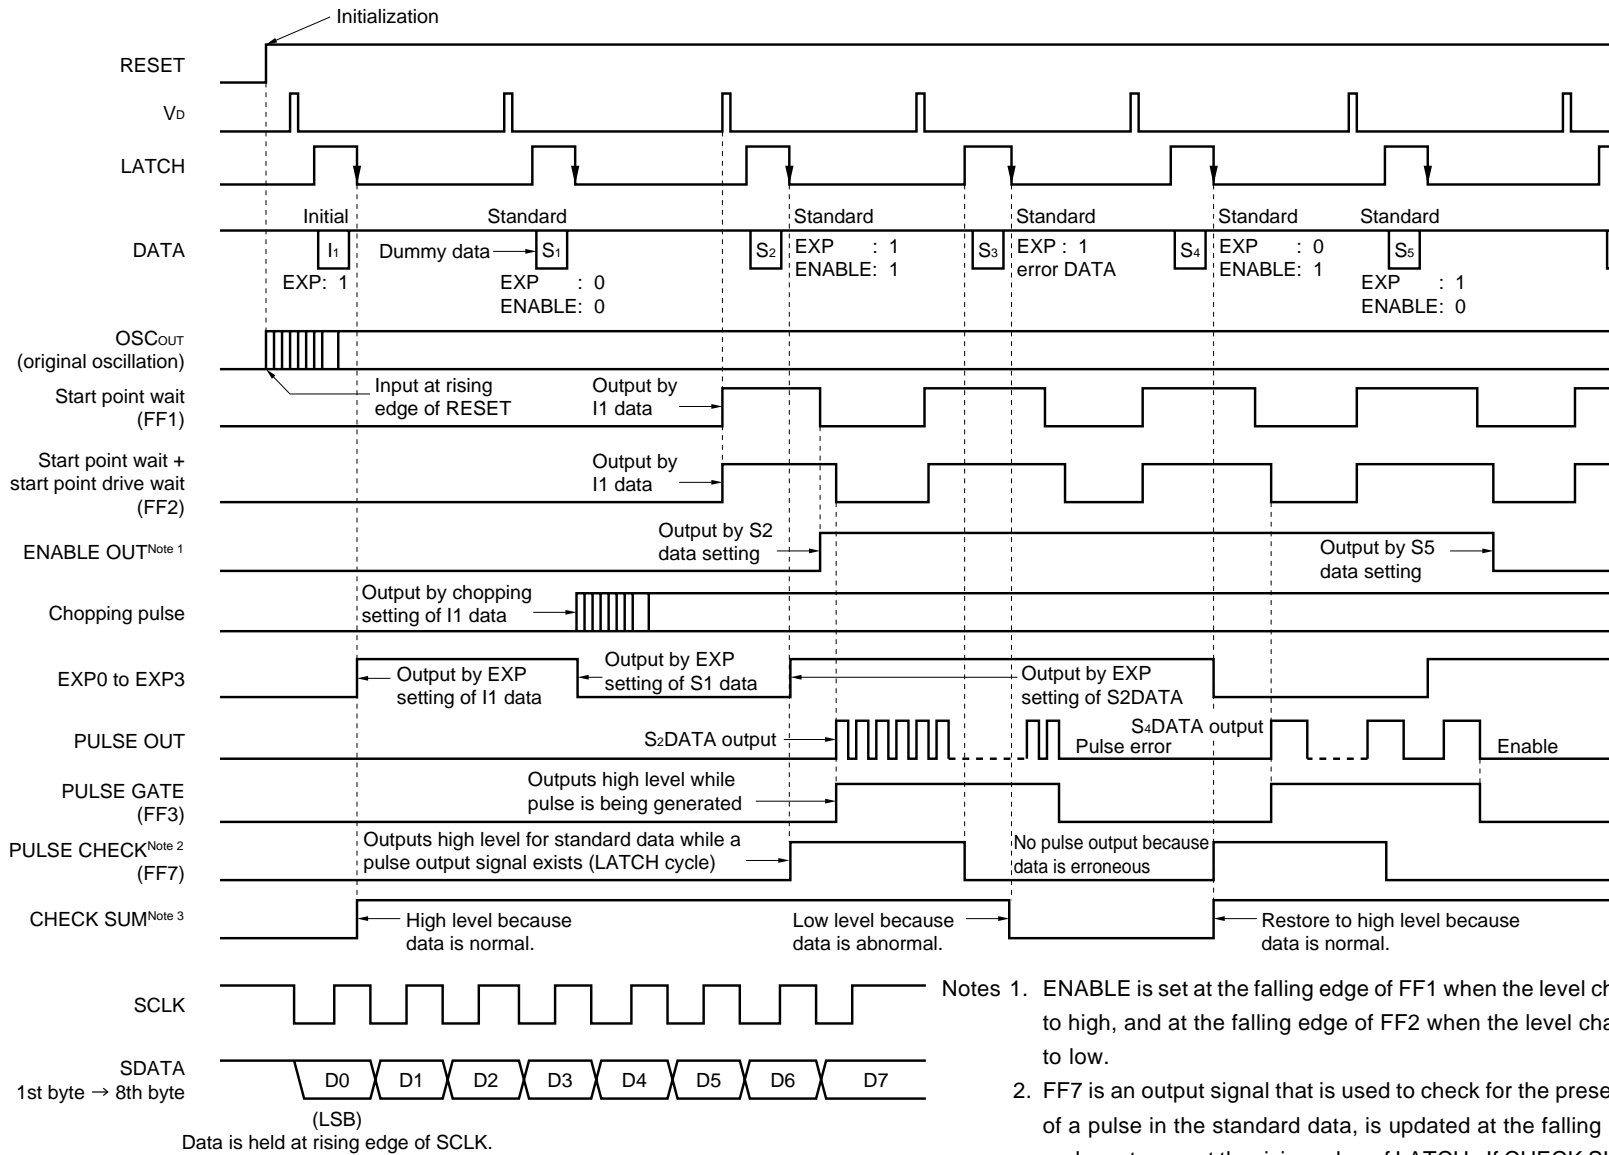 Initialization
RESET
VD
LATCH
Initial
Standard
Standard
Standard
Standard
Standard
DATA
I1
Dummy data
S1
S2
EXP : 1
S3
EXP : 1
S4
EXP : 0
S5
ENABLE: 1
error DATA
ENABLE: 1
EXP: 1
EXP : 0
EXP : 1
ENABLE: 0
ENABLE: 0
OSCOUT
(original oscillation)
Input at rising
edge of RESET
Output by
I1 data
Start point wait
(FF1)
Start point wait +
start point drive wait
(FF2)
Output by
I1 data
ENABLE OUT Note 1
Output by S2
data setting
Output by S5
data setting
Chopping pulse
Output by chopping
setting of I1 data
EXP0 to EXP3
Output by EXP
setting of I1 data
Output by EXP
setting of S1 data
Output by EXP
setting of S2DATA
PULSE OUT
S2DATA output
Pulse error
S4DATA output
Enable
PULSE GATE
(FF3)
Outputs high level while
pulse is being generated
PULSE CHECK Note 2
(FF7)
Outputs high level for standard data while a
pulse output signal exists (LATCH cycle)
No pulse output because
data is erroneous
CHECK SUM Note 3
High level because
data is normal.
Low level because
data is abnormal.
Restore to high level because
data is normal.
SCLK
SDATA
1st byte → 8th byte
D0 D1 D2 D3 D4 D5 D6 D7
(LSB)
Data is held at rising edge of SCLK.
Notes 1. ENABLE is set at the falling edge of FF1 when the level
to high, and at the falling edge of FF2 when the level
to low.
2. FF7 is an output signal that is used to check for the
of a pulse in the standard data, is updated at the falling